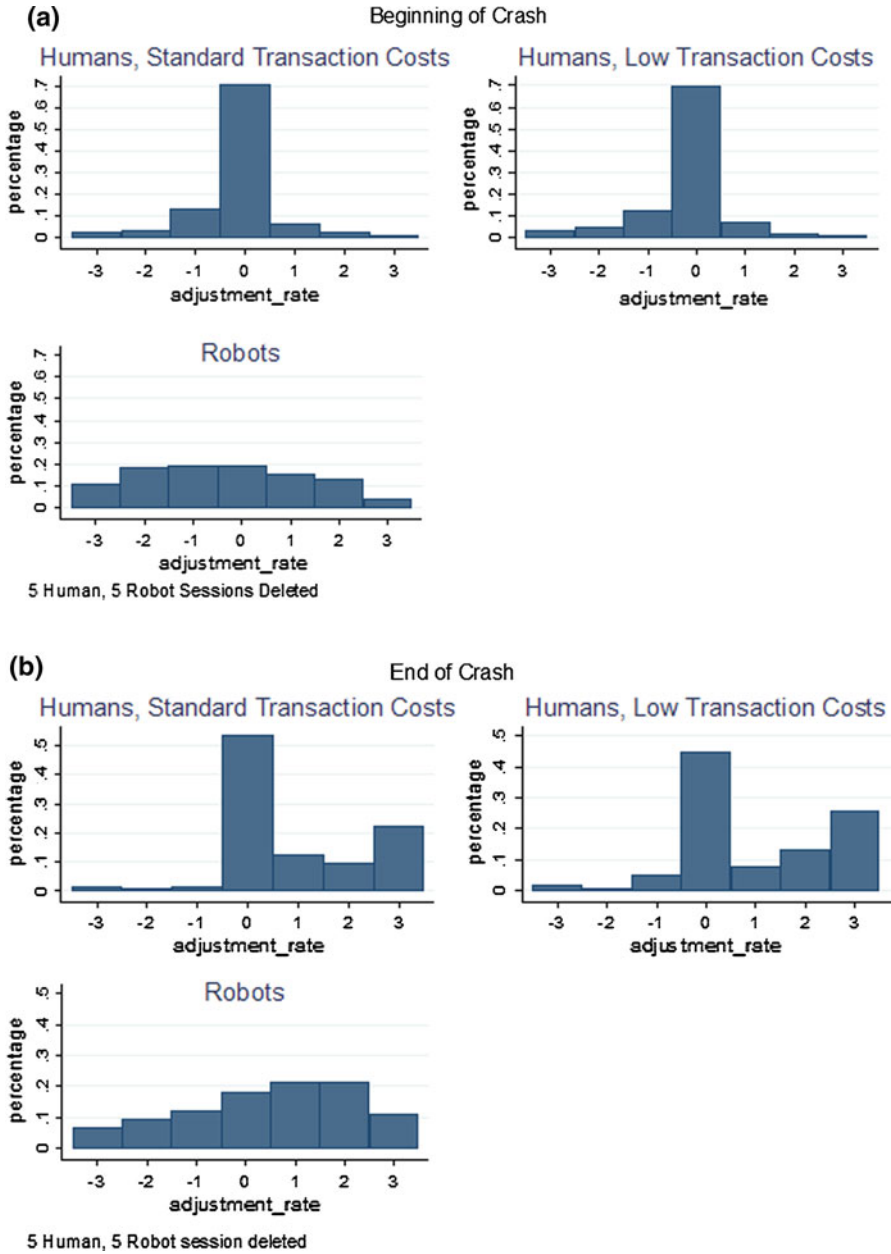 (a)
Beginning of Crash
Humans, Standard Transaction Costs
percentage
0 .1 .2 .3 .4 .5 .6 .7
-3 -2 -1 0 1 2 3
adjustment_rate
Humans, Low Transaction Costs
percentage
0 .1 .2 .3 .4 .5 .6 .7
-3 -2 -1 0 1 2 3
adjustment_rate
Robots
percentage
0 .1 .2 .3 .4 .5 .6 .7
-3 -2 -1 0 1 2 3
adjustment_rate
5 Human, 5 Robot Sessions Deleted
(b)
End of Crash
Humans, Standard Transaction Costs
percentage
0 .1 .2 .3 .4 .5
-3 -2 -1 0 1 2 3
adjustment_rate
Humans, Low Transaction Costs
percentage
0 .1 .2 .3 .4 .5
-3 -2 -1 0 1 2 3
adjustment_rate
Robots
percentage
0 .1 .2 .3 .4 .5
-3 -2 -1 0 1 2 3
adjustment_rate
5 Human, 5 Robot session deleted